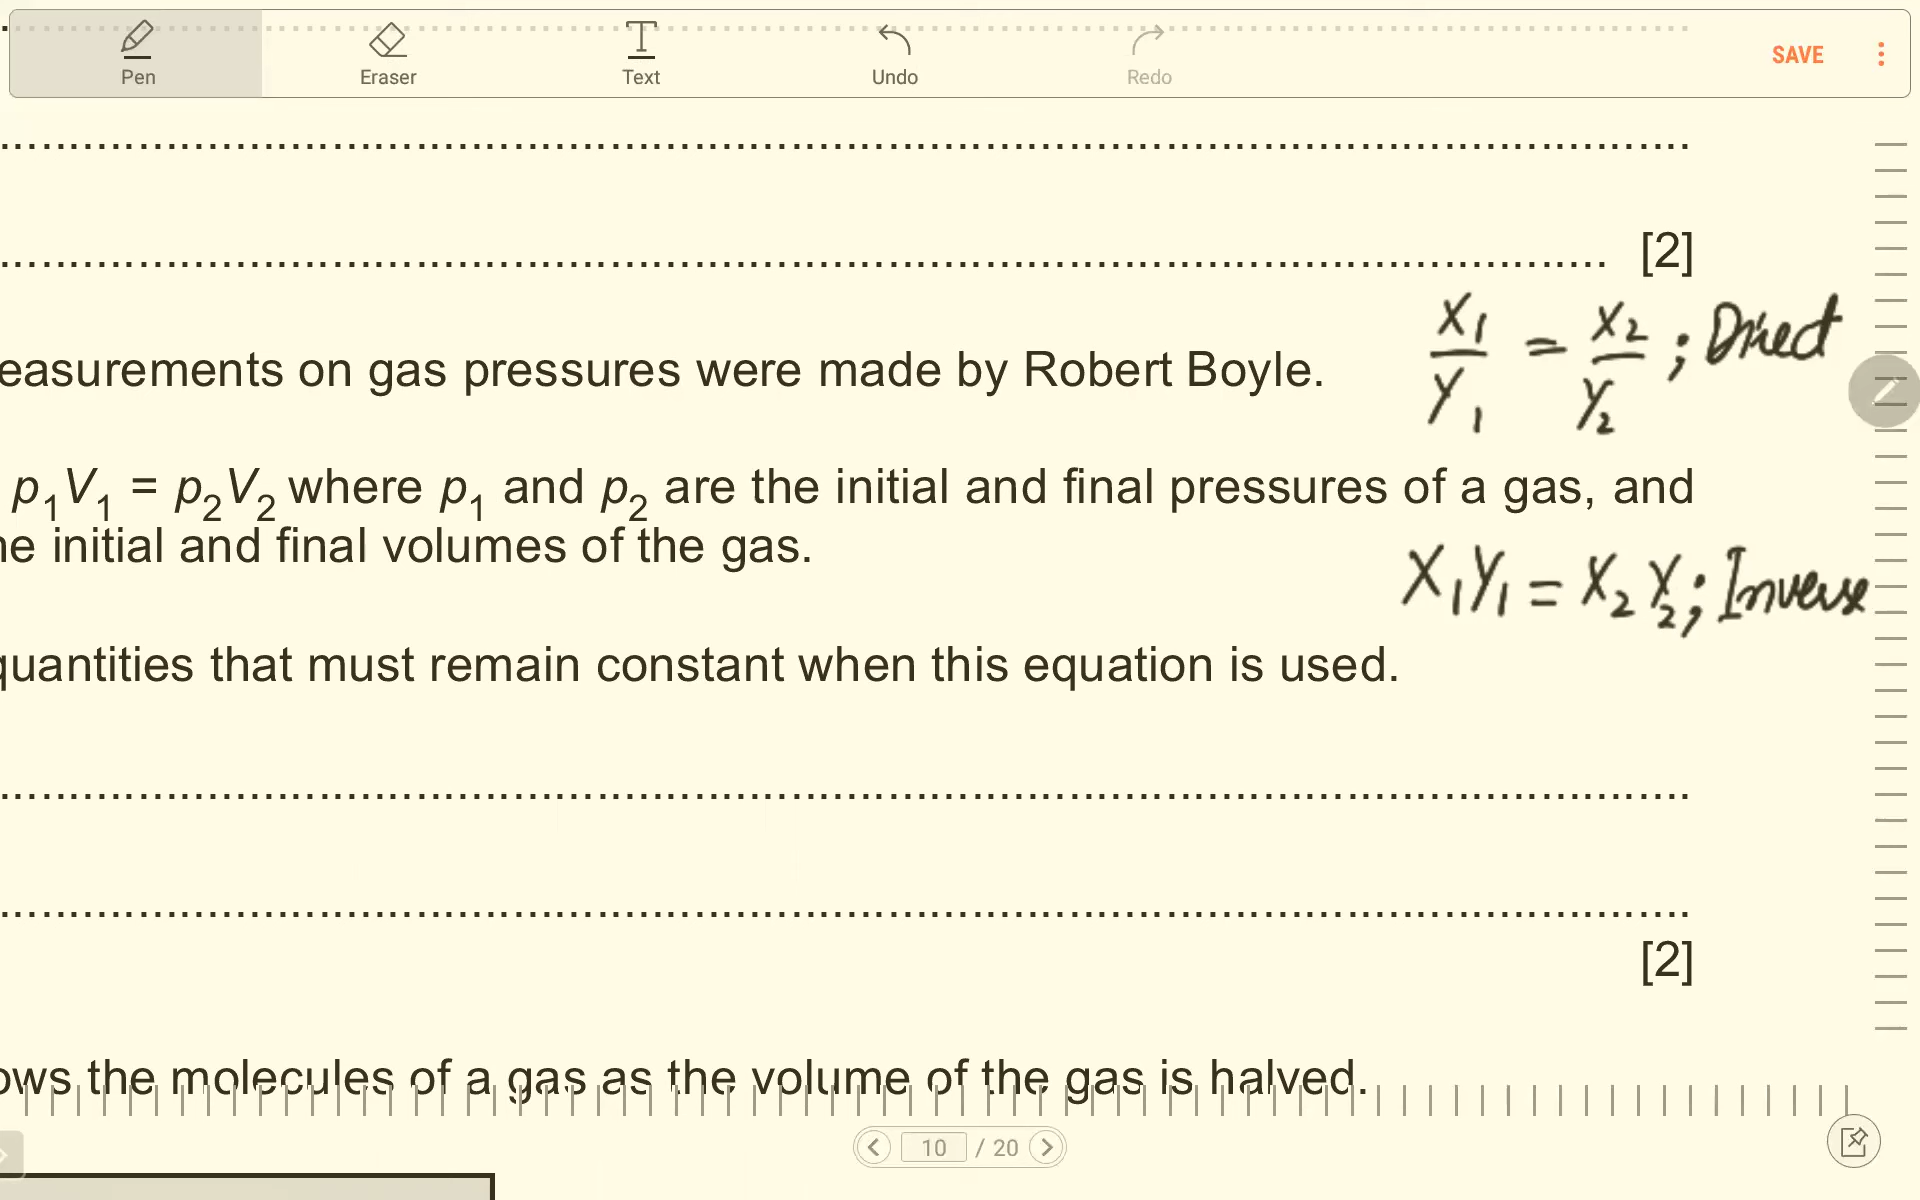 Pen Eraser Text Undo Redo SAVE
[2]
X1/Y1 = X2/Y2 ; Direct
easurements on gas pressures were made by Robert Boyle.
p1V1 = p2V2 where p1 and p2 are the initial and final pressures of a gas, and
he initial and final volumes of the gas.
X1Y1 = X2Y2; Inverse
quantities that must remain constant when this equation is used.
[2]
ows the molecules of a gas as the volume of the gas is halved.
10 / 20